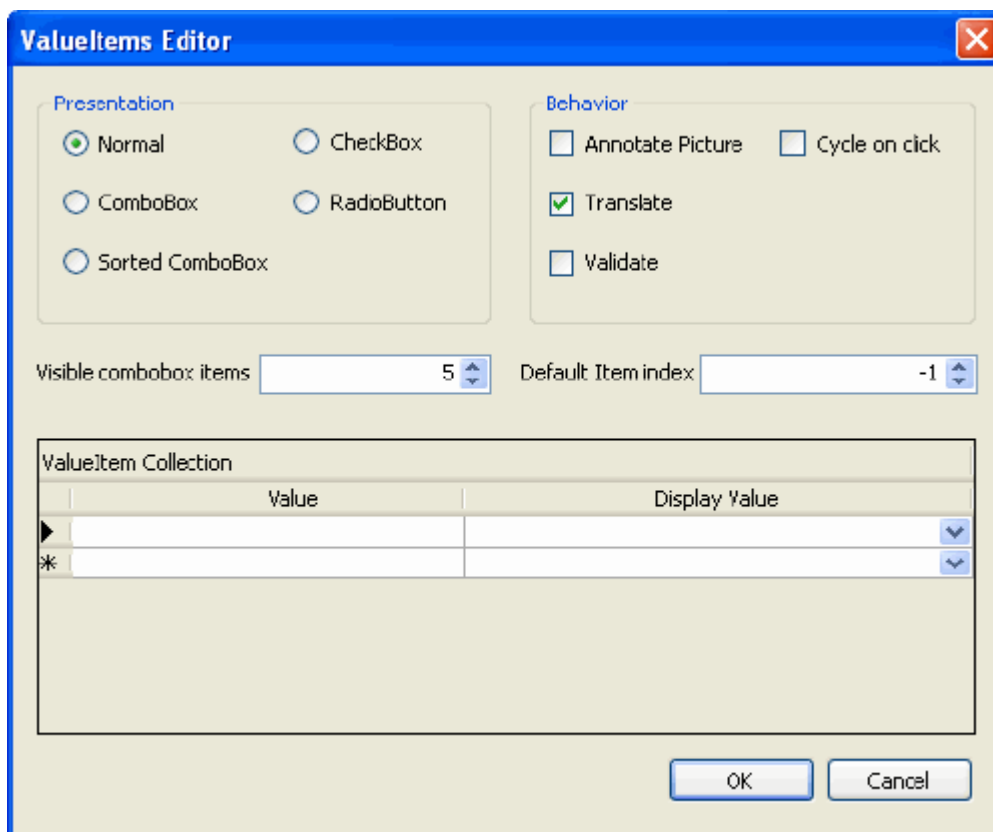 ValueItems Editor
Presentation
Normal
CheckBox
ComboBox
RadioButton
Sorted ComboBox
Behavior
Annotate Picture
Cycle on click
Translate
Validate
Visible combobox items 5
Default Item index -1
ValueItem Collection
Value Display Value
OK Cancel